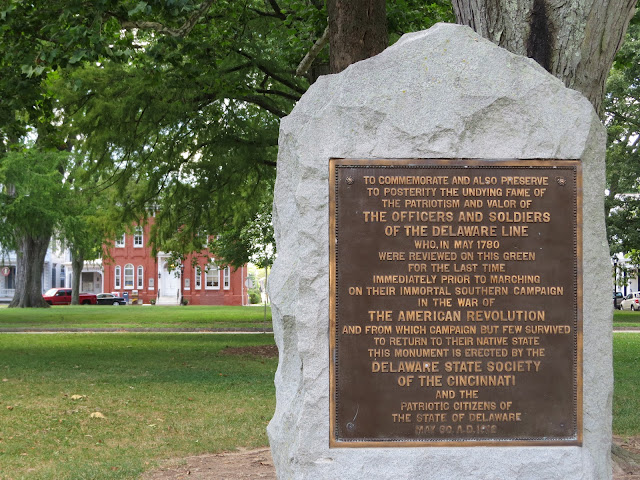 TO COMMEMORATE AND ALSO PRESERVE
TO POSTERITY THE UNDYING FAME OF
THE PATRIOTISM AND VALOR OF
THE OFFICERS AND SOLDIERS
OF THE DELAWARE LINE
WHO, IN MAY 1780
WERE REVIEWED ON THIS GREEN
FOR THE LAST TIME
IMMEDIATELY PRIOR TO MARCHING
ON THEIR IMMORTAL SOUTHERN CAMPAIGN
IN THE WAR OF
THE AMERICAN REVOLUTION
AND FROM WHICH CAMPAIGN BUT FEW SURVIVED
TO RETURN TO THEIR NATIVE STATE
THIS MONUMENT IS ERECTED BY THE
DELAWARE STATE SOCIETY
OF THE CINCINNATI
AND THE
PATRIOTIC CITIZENS OF
THE STATE OF DELAWARE
MAY 30 A.D.